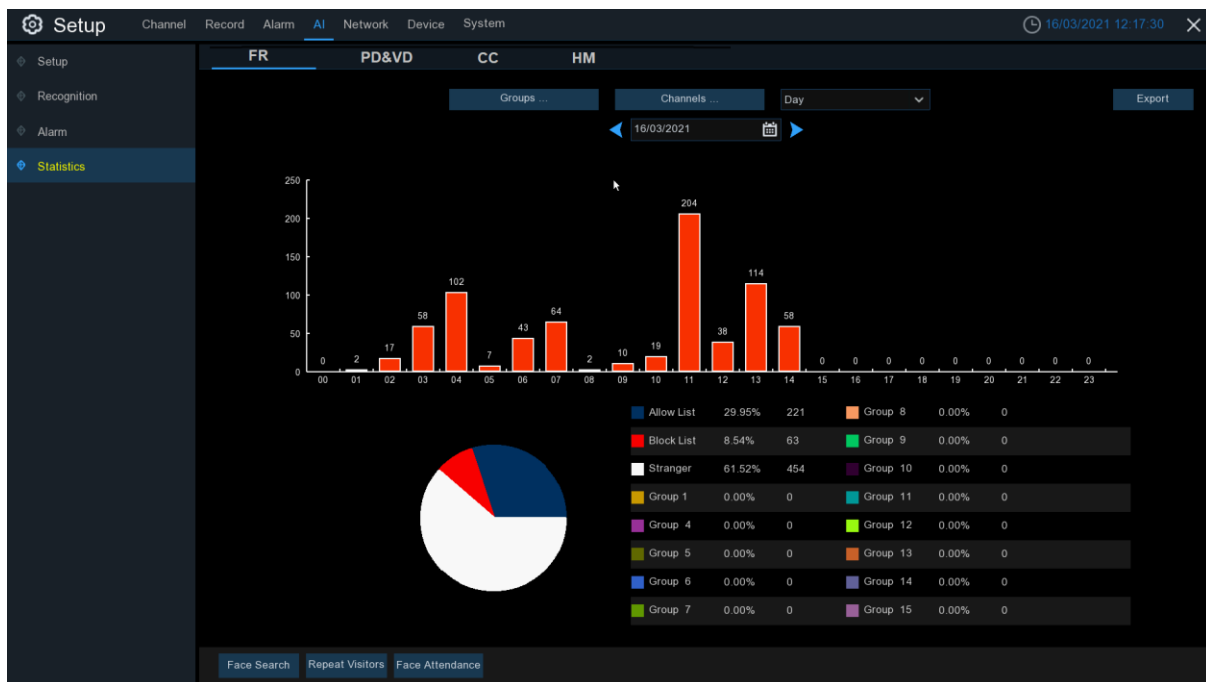 Setup Channel Record Alarm AI Network Device System 16/03/2021 12:17:30
Setup
Recognition
Alarm
Statistics
FR PD&VD CC HM
Groups ... Channels ... Day Export
16/03/2021
250
200
150
100
50
0
0 2 17 58 102 7 43 64 2 10 19 204 38 114 58 0 0 0 0 0 0 0 0 0
00 01 02 03 04 05 06 07 08 09 10 11 12 13 14 15 16 17 18 19 20 21 22 23
Allow List 29.95% 221 Group 8 0.00% 0
Block List 8.54% 63 Group 9 0.00% 0
Stranger 61.52% 454 Group 10 0.00% 0
Group 1 0.00% 0 Group 11 0.00% 0
Group 4 0.00% 0 Group 12 0.00% 0
Group 5 0.00% 0 Group 13 0.00% 0
Group 6 0.00% 0 Group 14 0.00% 0
Group 7 0.00% 0 Group 15 0.00% 0
Face Search Repeat Visitors Face Attendance